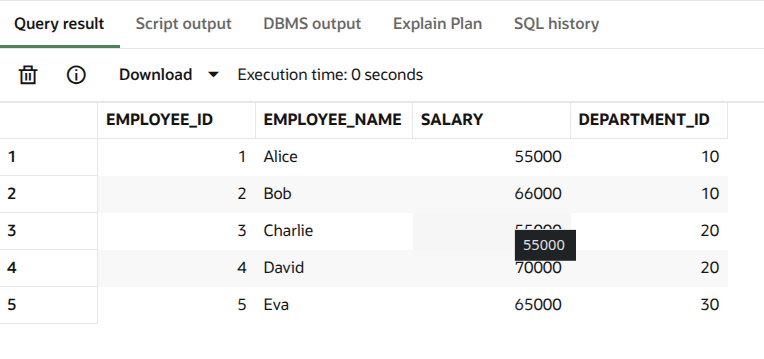 Query result Script output DBMS output Explain Plan SQL history
Download Execution time: 0 seconds
EMPLOYEE_ID EMPLOYEE_NAME SALARY DEPARTMENT_ID
1 1 Alice 55000 10
2 2 Bob 66000 10
3 3 Charlie 55000 20
55000
4 4 David 70000 20
5 5 Eva 65000 30